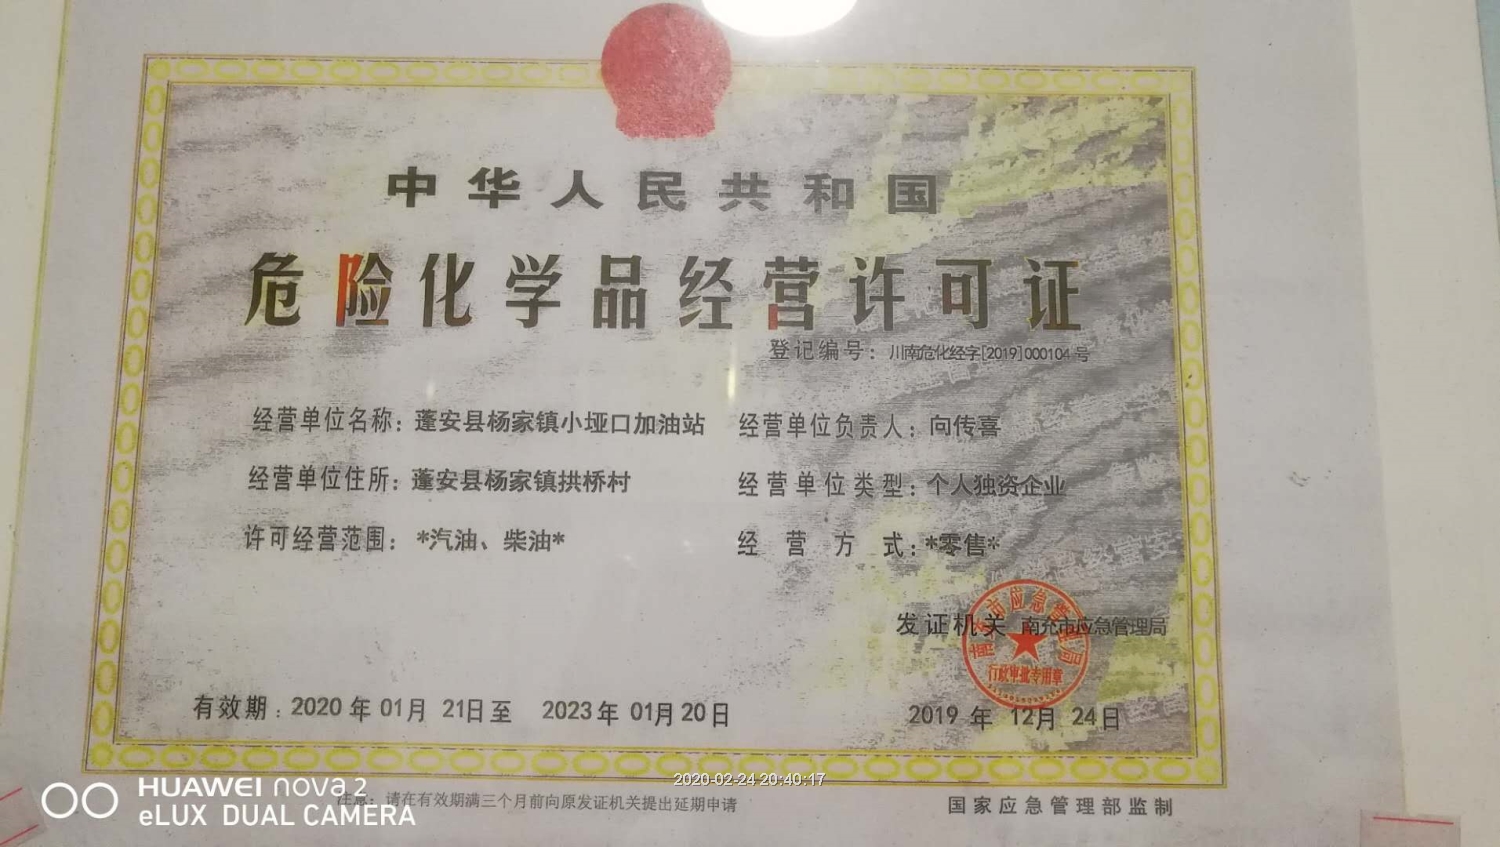 中华人民共和国
危险化学品经营许可证
登记编号：川南危化经字[2019]000104号
经营单位名称：蓬安县杨家镇小垭口加油站
经营单位负责人：向传喜
经营单位住所：蓬安县杨家镇拱桥村
经营单位类型：个人独资企业
许可经营范围：*汽油、柴油*
经营方式：*零售*
发证机关 南充市应急管理局
南充市应急管理局
行政审批专用章
有效期：2020年01月21日至 2023年01月20日
2019年12月24日
2020-02-24 20:40:17
注意：请在有效期满三个月前向原发证机关提出延期申请
国家应急管理部监制
HUAWEI nova 2
eLUX DUAL CAMERA